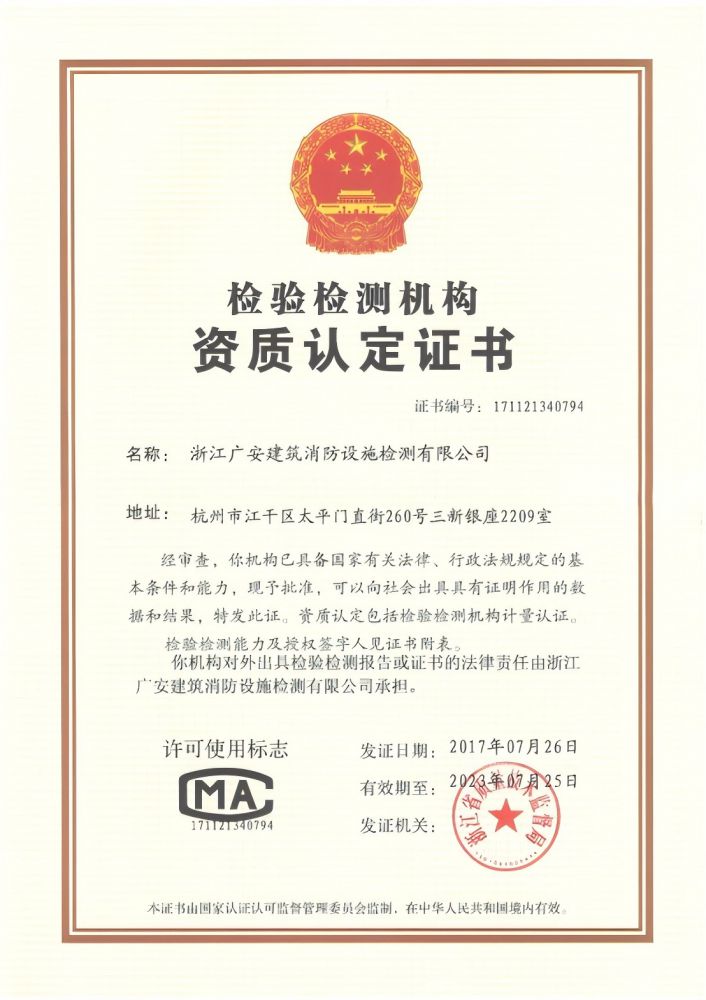 检验检测机构
资质认定证书
证书编号：171121340794
名称： 浙江广安建筑消防设施检测有限公司
地址： 杭州市江干区太平门直街260号三新银座2209室
经审查，你机构已具备国家有关法律、行政法规规定的基
本条件和能力，现予批准，可以向社会出具具有证明作用的数
据和结果，特发此证。资质认定包括检验检测机构计量认证。
检验检测能力及授权签字人见证书附表。
你机构对外出具检验检测报告或证书的法律责任由浙江
广安建筑消防设施检测有限公司承担。
许可使用标志
MA
171121340794
发证日期：2017年07月26日
有效期至：2023年07月25日
发证机关：
浙江省质量技术监督局
本证书由国家认证认可监督管理委员会监制，在中华人民共和国境内有效。